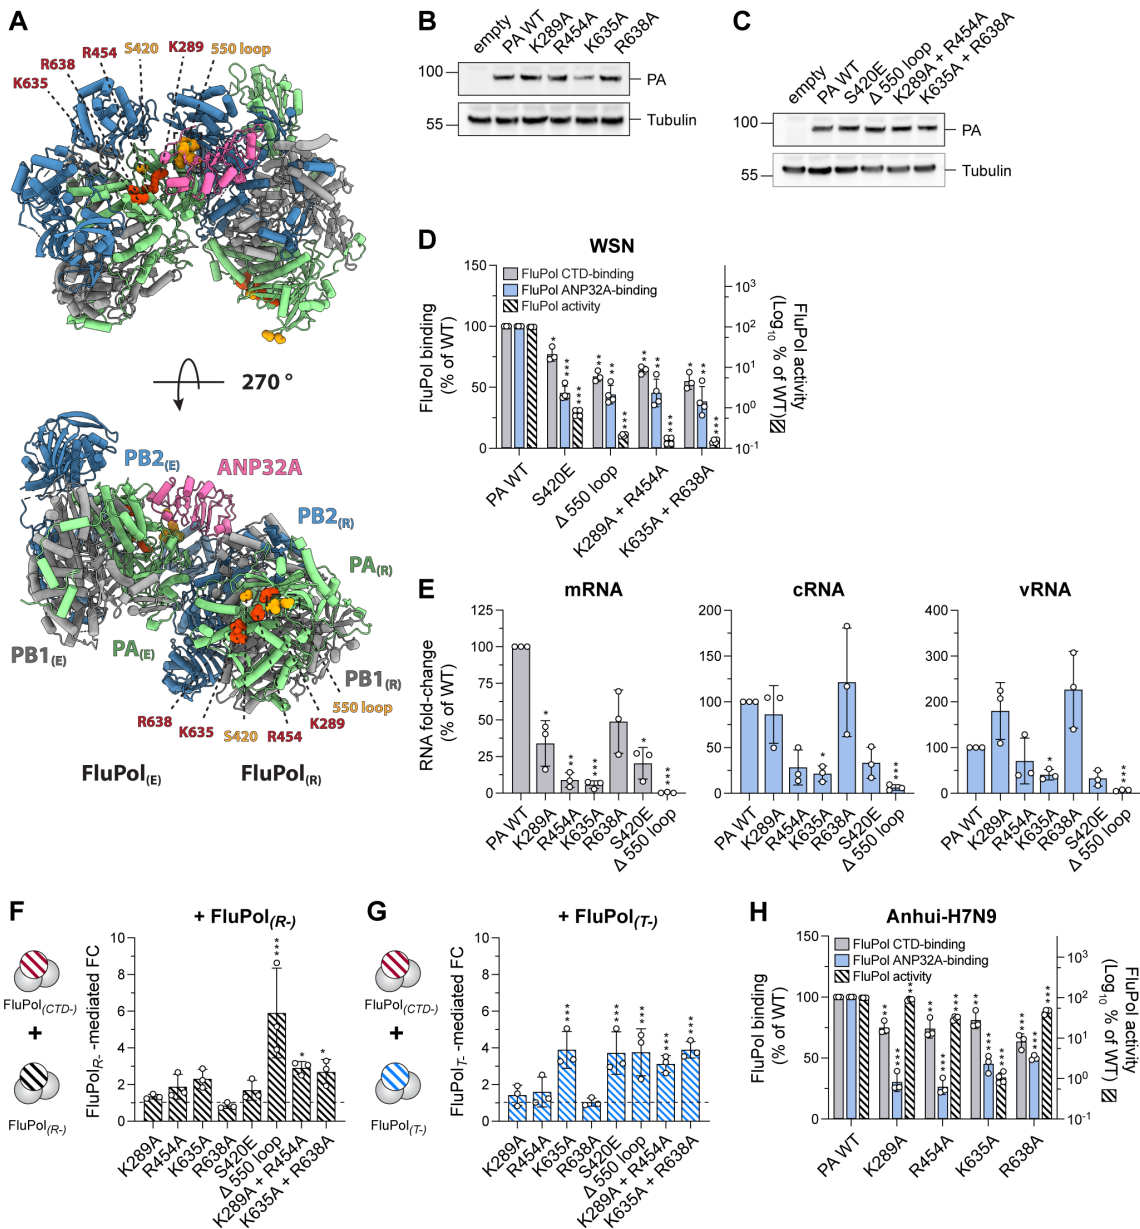 A
S420
K289
R454
550 loop
R638
K635
270 °
PB2(E)
ANP32A
PB2(R)
PA(R)
PB1(E)
PA(E)
PB1(R)
550 loop
R638
K635
S420
R454
K289
FluPol(E)
FluPol(R)
B
empty
PA WT
K289A
R454A
K635A
R638A
100
PA
55
Tubulin
C
empty
PA WT
S420E
Δ 550 loop
K289A + R454A
K635A + R638A
100
PA
55
Tubulin
D
WSN
FluPol CTD-binding
FluPol ANP32A-binding
FluPol activity
FluPol binding
(% of WT)
150
100
50
0
10³
10²
10¹
10⁰
10⁻¹
FluPol activity
(Log₁₀ % of WT)
* *** ***
** ** ***
** ** ***
* ** ***
PA WT
S420E
Δ 550 loop
K289A + R454A
K635A + R638A
E
mRNA
RNA fold-change
(% of WT)
125
100
75
50
25
0
* ** *** * ***
PA WT
K289A
R454A
K635A
R638A
S420E
Δ 550 loop
cRNA
200
150
100
50
0
* ***
PA WT
K289A
R454A
K635A
R638A
S420E
Δ 550 loop
vRNA
400
300
200
100
0
* ***
PA WT
K289A
R454A
K635A
R638A
S420E
Δ 550 loop
F
+ FluPol(R-)
FluPol(CTD-)
+
FluPol(R-)
FluPolR- -mediated FC
10
8
6
4
2
0
* *** * *
K289A
R454A
K635A
R638A
S420E
Δ 550 loop
K289A + R454A
K635A + R638A
G
+ FluPol(T-)
FluPol(CTD-)
+
FluPol(T-)
FluPolT- -mediated FC
10
8
6
4
2
0
*** *** *** *** ***
K289A
R454A
K635A
R638A
S420E
Δ 550 loop
K289A + R454A
K635A + R638A
H
Anhui-H7N9
FluPol CTD-binding
FluPol ANP32A-binding
FluPol activity
FluPol binding
(% of WT)
150
100
50
0
10³
10²
10¹
10⁰
10⁻¹
FluPol activity
(Log₁₀ % of WT)
** *** **
** *** ***
** *** ***
*** *** ***
PA WT
K289A
R454A
K635A
R638A